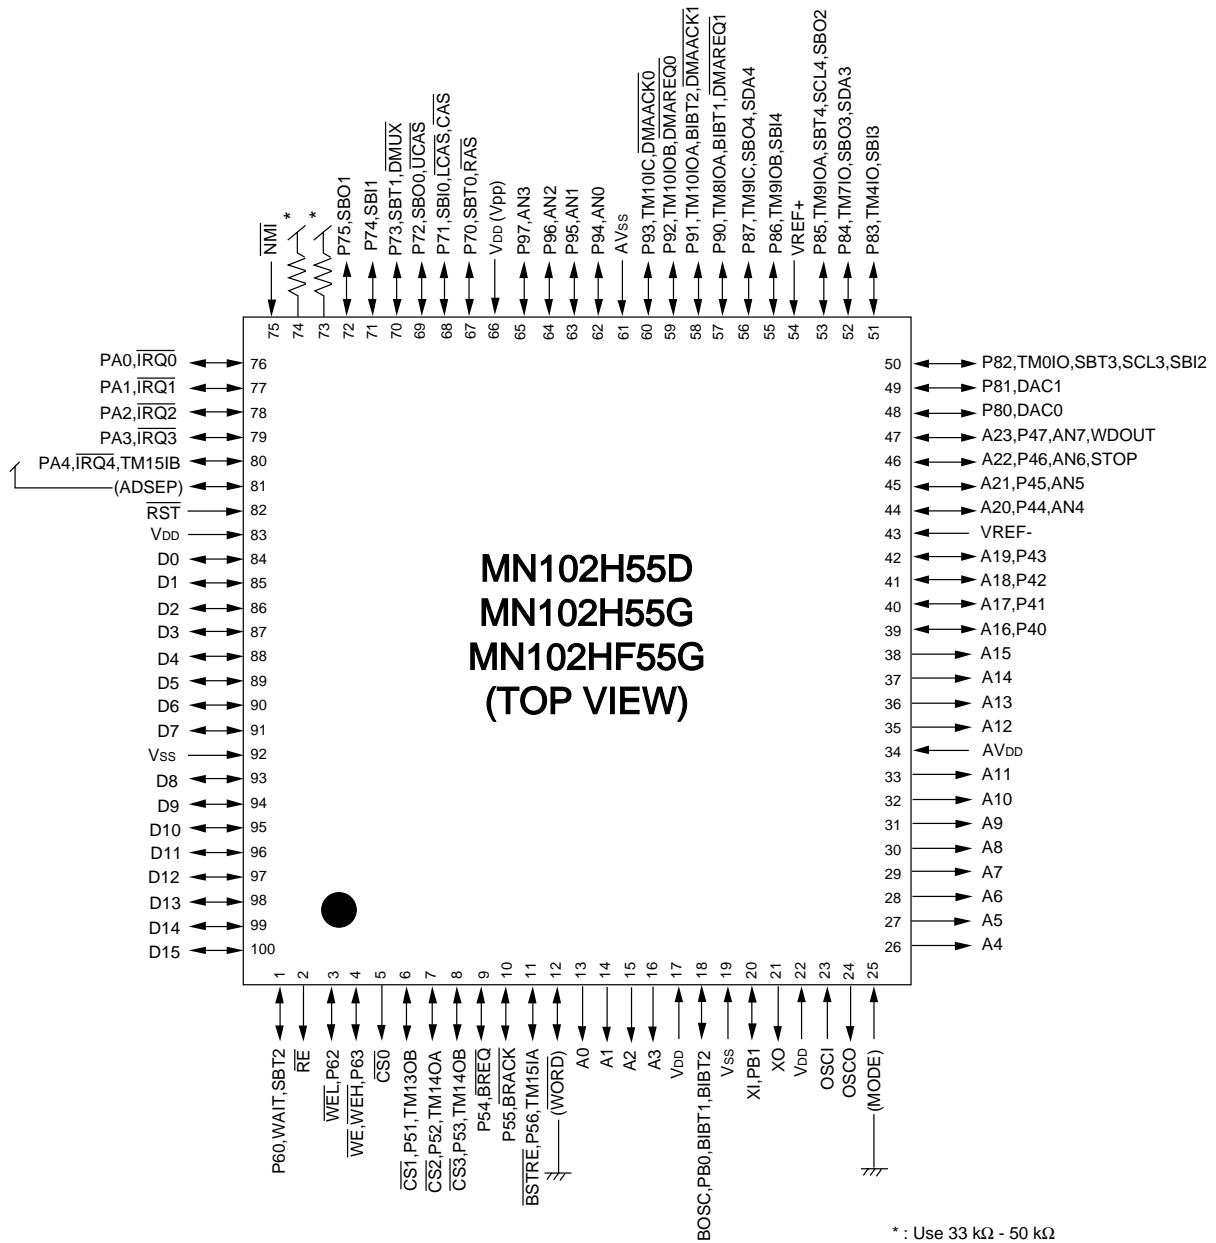 P93,TM10IC,DMAACK0
P92,TM10IOB,DMAREQ0
P91,TM10IOA,BIBT2,DMAACK1
P90,TM8IOA,BIBT1,DMAREQ1
P87,TM9IC,SBO4,SDA4
P86,TM9IOB,SBI4
VREF+
P85,TM9IOA,SBT4,SCL4,SBO2
P84,TM7IO,SBO3,SDA3
P83,TM4IO,SBI3
NMI
*
*
P75,SBO1
P74,SBI1
P73,SBT1,DMUX
P72,SBO0,UCAS
P71,SBI0,LCAS,CAS
P70,SBT0,RAS
VDD (Vpp)
P97,AN3
P96,AN2
P95,AN1
P94,AN0
AVSS
75 74 73 72 71 70 69 68 67 66 65 64 63 62 61 60 59 58 57 56 55 54 53 52 51
PA0,IRQ0 76
PA1,IRQ1 77
PA2,IRQ2 78
PA3,IRQ3 79
PA4,IRQ4,TM15IB 80
(ADSEP) 81
RST 82
VDD 83
D0 84
D1 85
D2 86
D3 87
D4 88
D5 89
D6 90
D7 91
VSS 92
D8 93
D9 94
D10 95
D11 96
D12 97
D13 98
D14 99
D15 100
MN102H55D
MN102H55G
MN102HF55G
(TOP VIEW)
50 P82,TM0IO,SBT3,SCL3,SBI2
49 P81,DAC1
48 P80,DAC0
47 A23,P47,AN7,WDOUT
46 A22,P46,AN6,STOP
45 A21,P45,AN5
44 A20,P44,AN4
43 VREF-
42 A19,P43
41 A18,P42
40 A17,P41
39 A16,P40
38 A15
37 A14
36 A13
35 A12
34 AVDD
33 A11
32 A10
31 A9
30 A8
29 A7
28 A6
27 A5
26 A4
1 2 3 4 5 6 7 8 9 10 11 12 13 14 15 16 17 18 19 20 21 22 23 24 25
P60,WAIT,SBT2
RE
WEL,P62
WE,WEH,P63
CS0
CS1,P51,TM13OB
CS2,P52,TM14OA
CS3,P53,TM14OB
P54,BREQ
P55,BRACK
BSTRE,P56,TM15IA
(WORD)
A0
A1
A2
A3
VDD
BOSC,PB0,BIBT1,BIBT2
VSS
XI,PB1
XO
VDD
OSCI
OSCO
(MODE)
* : Use 33 kΩ - 50 kΩ